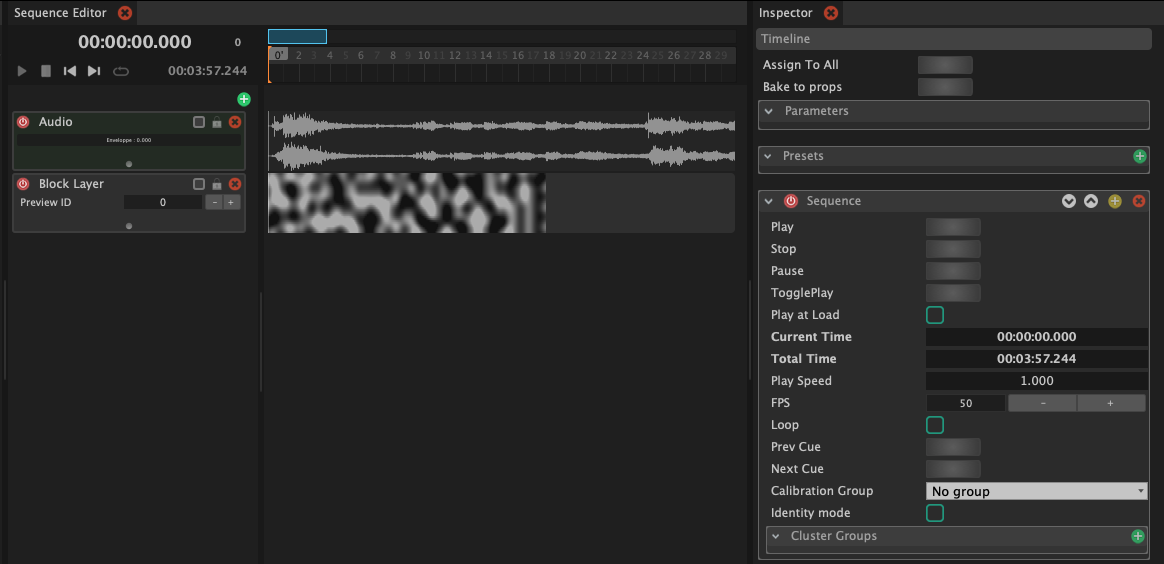 Sequence Editor
00:00:00.000 0
00:03:57.244
0' 2 3 4 5 6 7 8 9 10 11 12 13 14 15 16 17 18 19 20 21 22 23 24 25 26 27 28 29
Audio
Enveloppe : 0.000
Block Layer
Preview ID 0 - +
Inspector
Timeline
Assign To All
Bake to props
Parameters
Presets
Sequence
Play
Stop
Pause
TogglePlay
Play at Load
Current Time 00:00:00.000
Total Time 00:03:57.244
Play Speed 1.000
FPS 50 - +
Loop
Prev Cue
Next Cue
Calibration Group No group
Identity mode
Cluster Groups